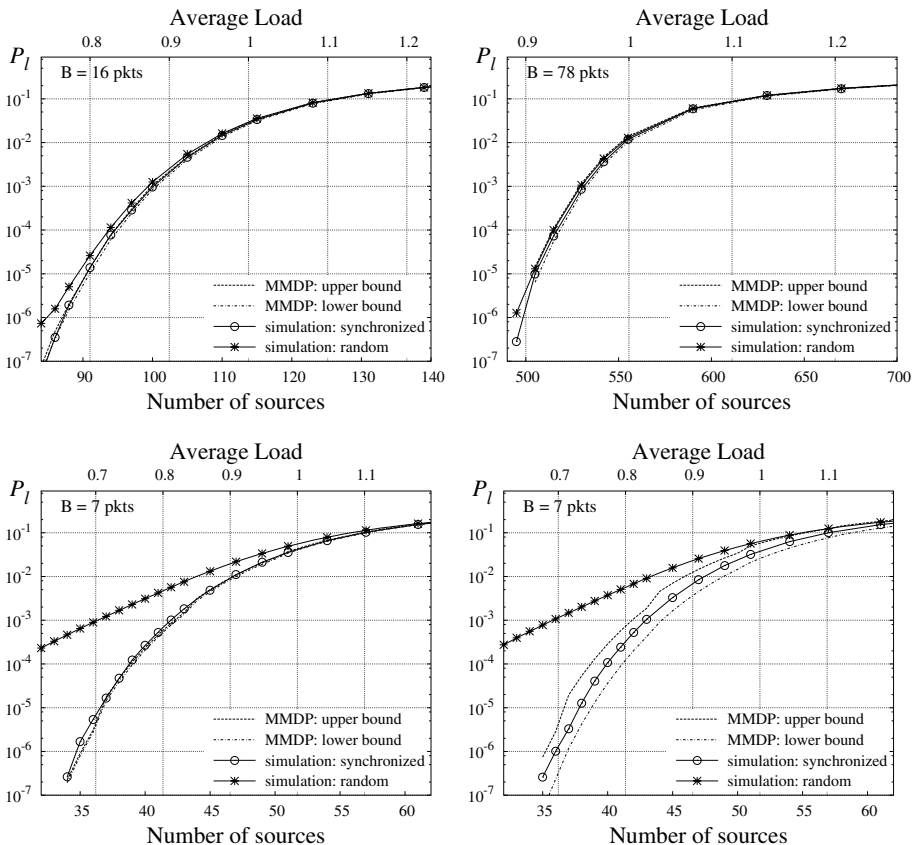 Average Load
0.8 0.9 1 1.1 1.2
P_l
B = 16 pkts
10^-1
10^-2
10^-3
10^-4
10^-5
10^-6
10^-7
MMDP: upper bound
MMDP: lower bound
simulation: synchronized
simulation: random
90 100 110 120 130 140
Number of sources
Average Load
0.9 1 1.1 1.2
P_l
B = 78 pkts
10^-1
10^-2
10^-3
10^-4
10^-5
10^-6
10^-7
MMDP: upper bound
MMDP: lower bound
simulation: synchronized
simulation: random
500 550 600 650 700
Number of sources
Average Load
0.7 0.8 0.9 1 1.1
P_l
B = 7 pkts
10^-1
10^-2
10^-3
10^-4
10^-5
10^-6
10^-7
MMDP: upper bound
MMDP: lower bound
simulation: synchronized
simulation: random
35 40 45 50 55 60
Number of sources
Average Load
0.7 0.8 0.9 1 1.1
P_l
B = 7 pkts
10^-1
10^-2
10^-3
10^-4
10^-5
10^-6
10^-7
MMDP: upper bound
MMDP: lower bound
simulation: synchronized
simulation: random
35 40 45 50 55 60
Number of sources